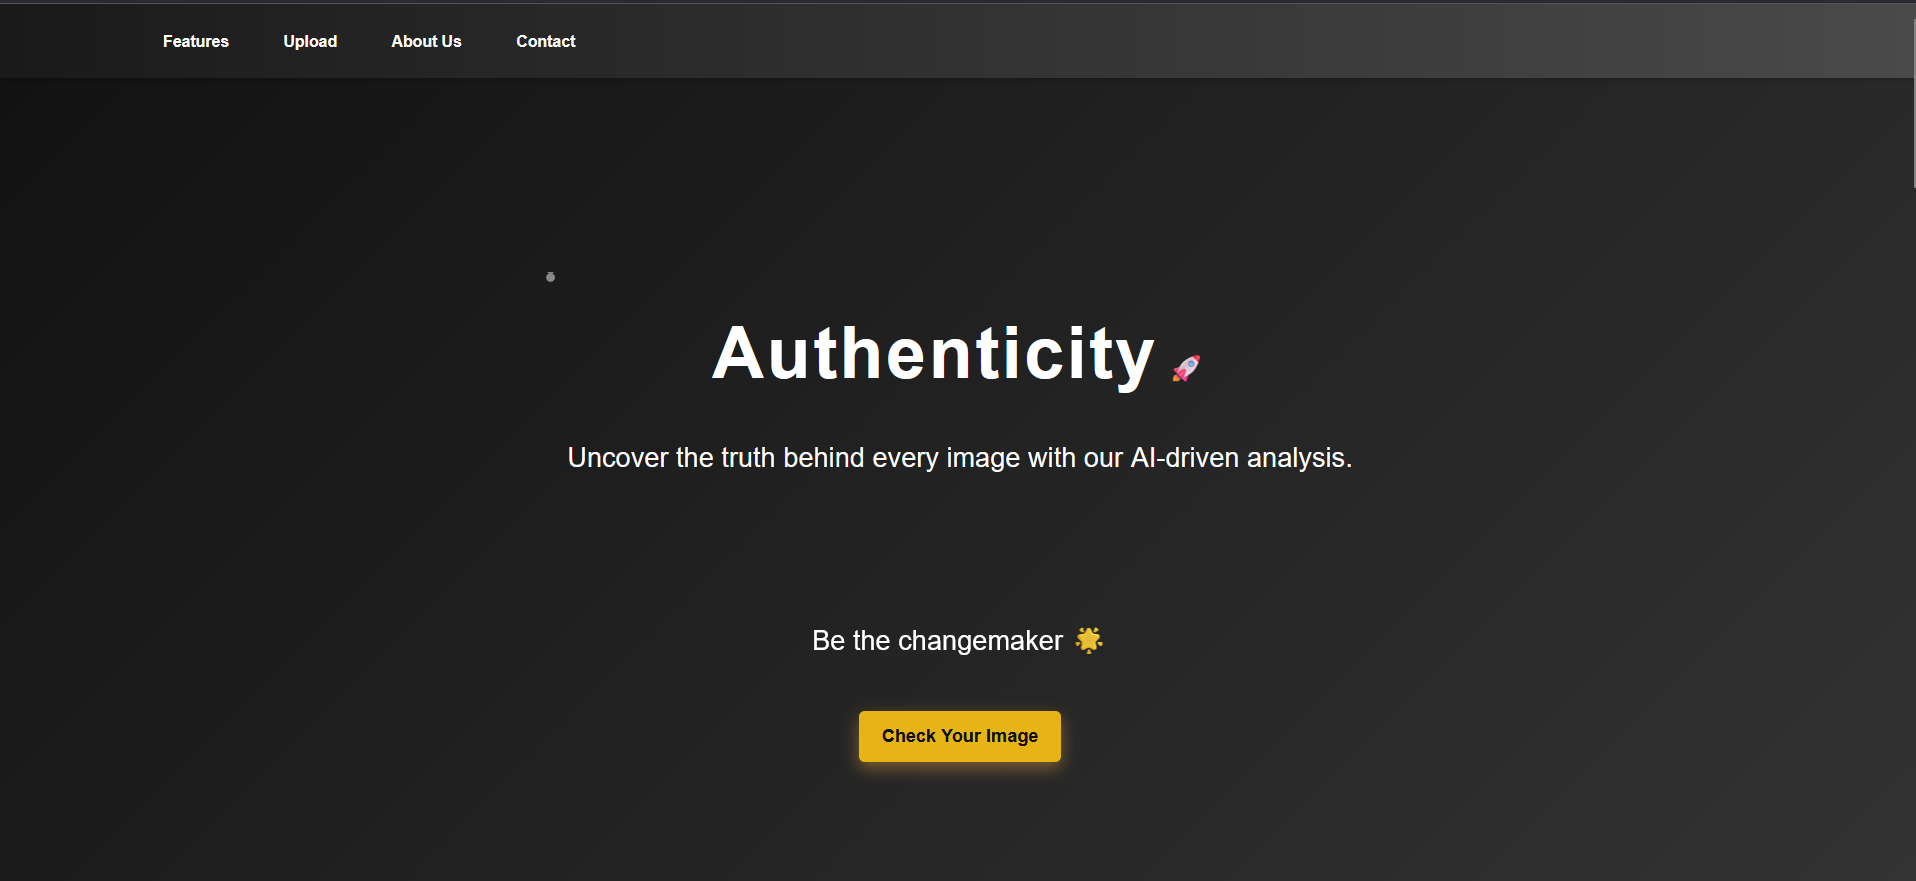 Features Upload About Us Contact
Authenticity 🚀
Uncover the truth behind every image with our AI-driven analysis.
Be the changemaker 🌟
Check Your Image